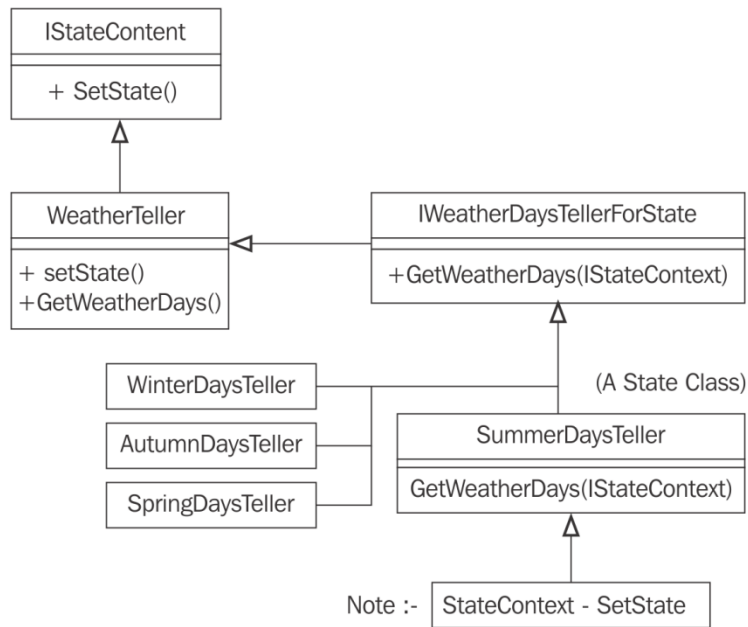 IStateContent
+ SetState()
WeatherTeller
+ setState()
+GetWeatherDays()
IWeatherDaysTellerForState
+GetWeatherDays(IStateContext)
WinterDaysTeller
AutumnDaysTeller
SpringDaysTeller
(A State Class)
SummerDaysTeller
GetWeatherDays(IStateContext)
Note :- StateContext - SetState